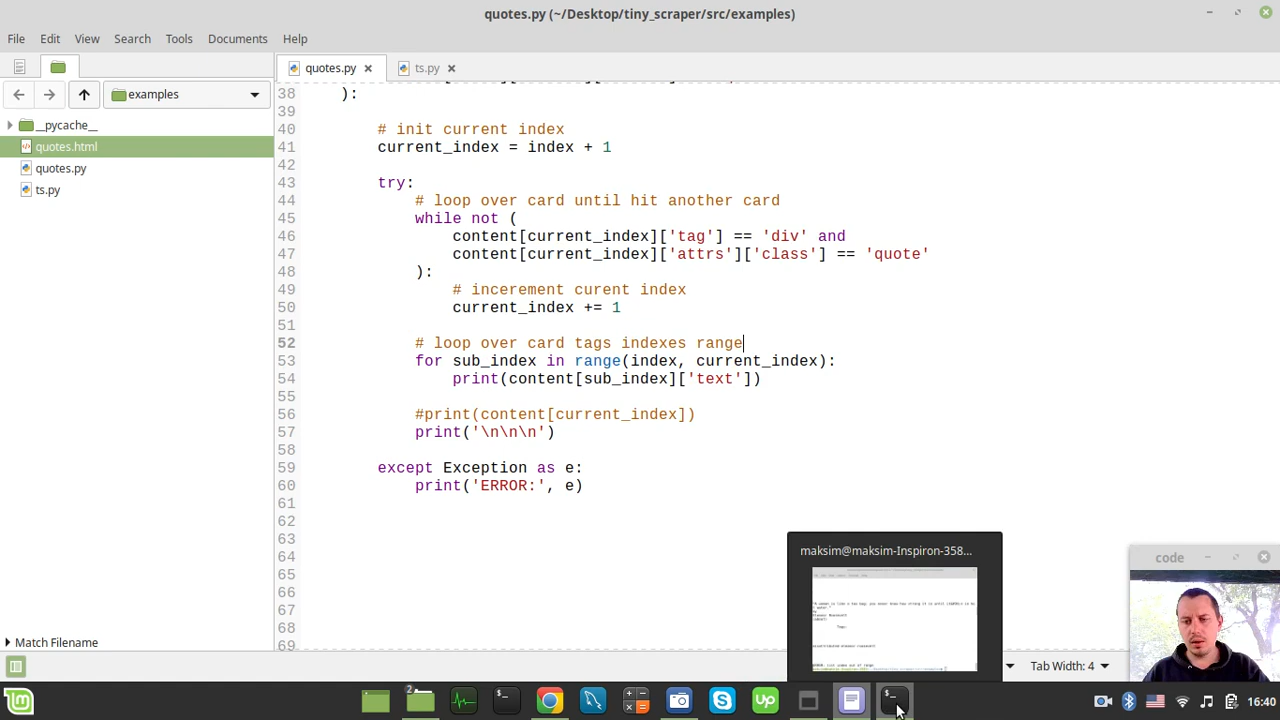 quotes.py (~/Desktop/tiny_scraper/src/examples)
File Edit View Search Tools Documents Help
quotes.py
ts.py
examples
__pycache__
quotes.html
quotes.py
ts.py
38 ):
39
40 # init current index
41 current_index = index + 1
42
43 try:
44 # loop over card until hit another card
45 while not (
46 content[current_index]['tag'] == 'div' and
47 content[current_index]['attrs']['class'] == 'quote'
48 ):
49 # incerement curent index
50 current_index += 1
51
52 # loop over card tags indexes range
53 for sub_index in range(index, current_index):
54 print(content[sub_index]['text'])
55
56 #print(content[current_index])
57 print('\n\n\n')
58
59 except Exception as e:
60 print('ERROR:', e)
61
62
63
64
65
66
67
68
69
maksim@maksim-Inspiron-358...
code
Match Filename
Tab Width: 4
2
up
16:40